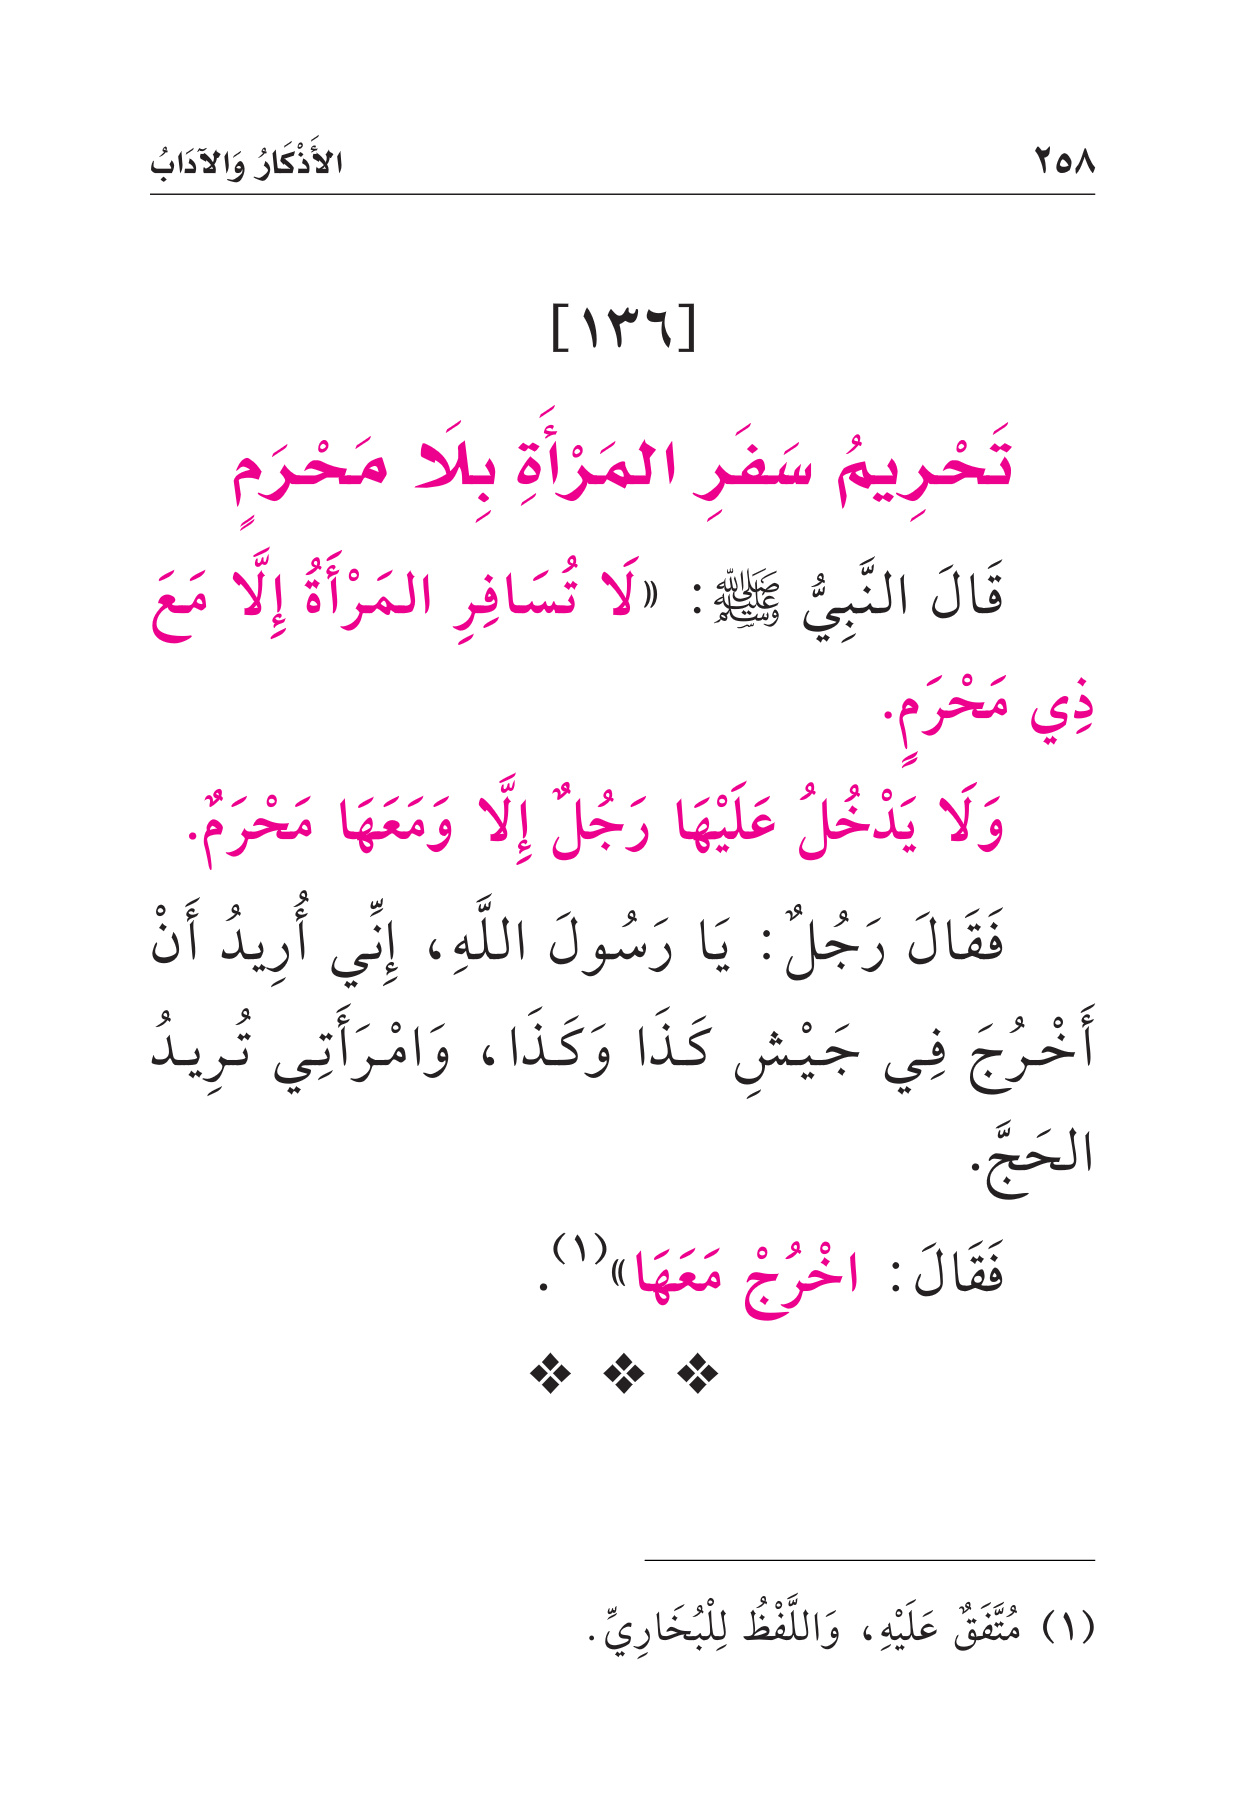 ٢٥٨
الأَذْكَارُ وَالآدَابُ
[١٣٦]
تَحْرِيمُ سَفَرِ المَرْأَةِ بِلَا مَحْرَمٍ
قَالَ النَّبِيُّ ﷺ: «لَا تُسَافِرِ المَرْأَةُ إِلَّا مَعَ
ذِي مَحْرَمٍ.
وَلَا يَدْخُلُ عَلَيْهَا رَجُلٌ إِلَّا وَمَعَهَا مَحْرَمٌ.
فَقَالَ رَجُلٌ: يَا رَسُولَ اللَّهِ، إِنِّي أُرِيدُ أَنْ
أَخْرُجَ فِي جَيْشِ كَذَا وَكَذَا، وَامْرَأَتِي تُرِيدُ
الحَجَّ.
فَقَالَ: اخْرُجْ مَعَهَا»(١).
(١) مُتَّفَقٌ عَلَيْهِ، وَاللَّفْظُ لِلْبُخَارِيِّ.